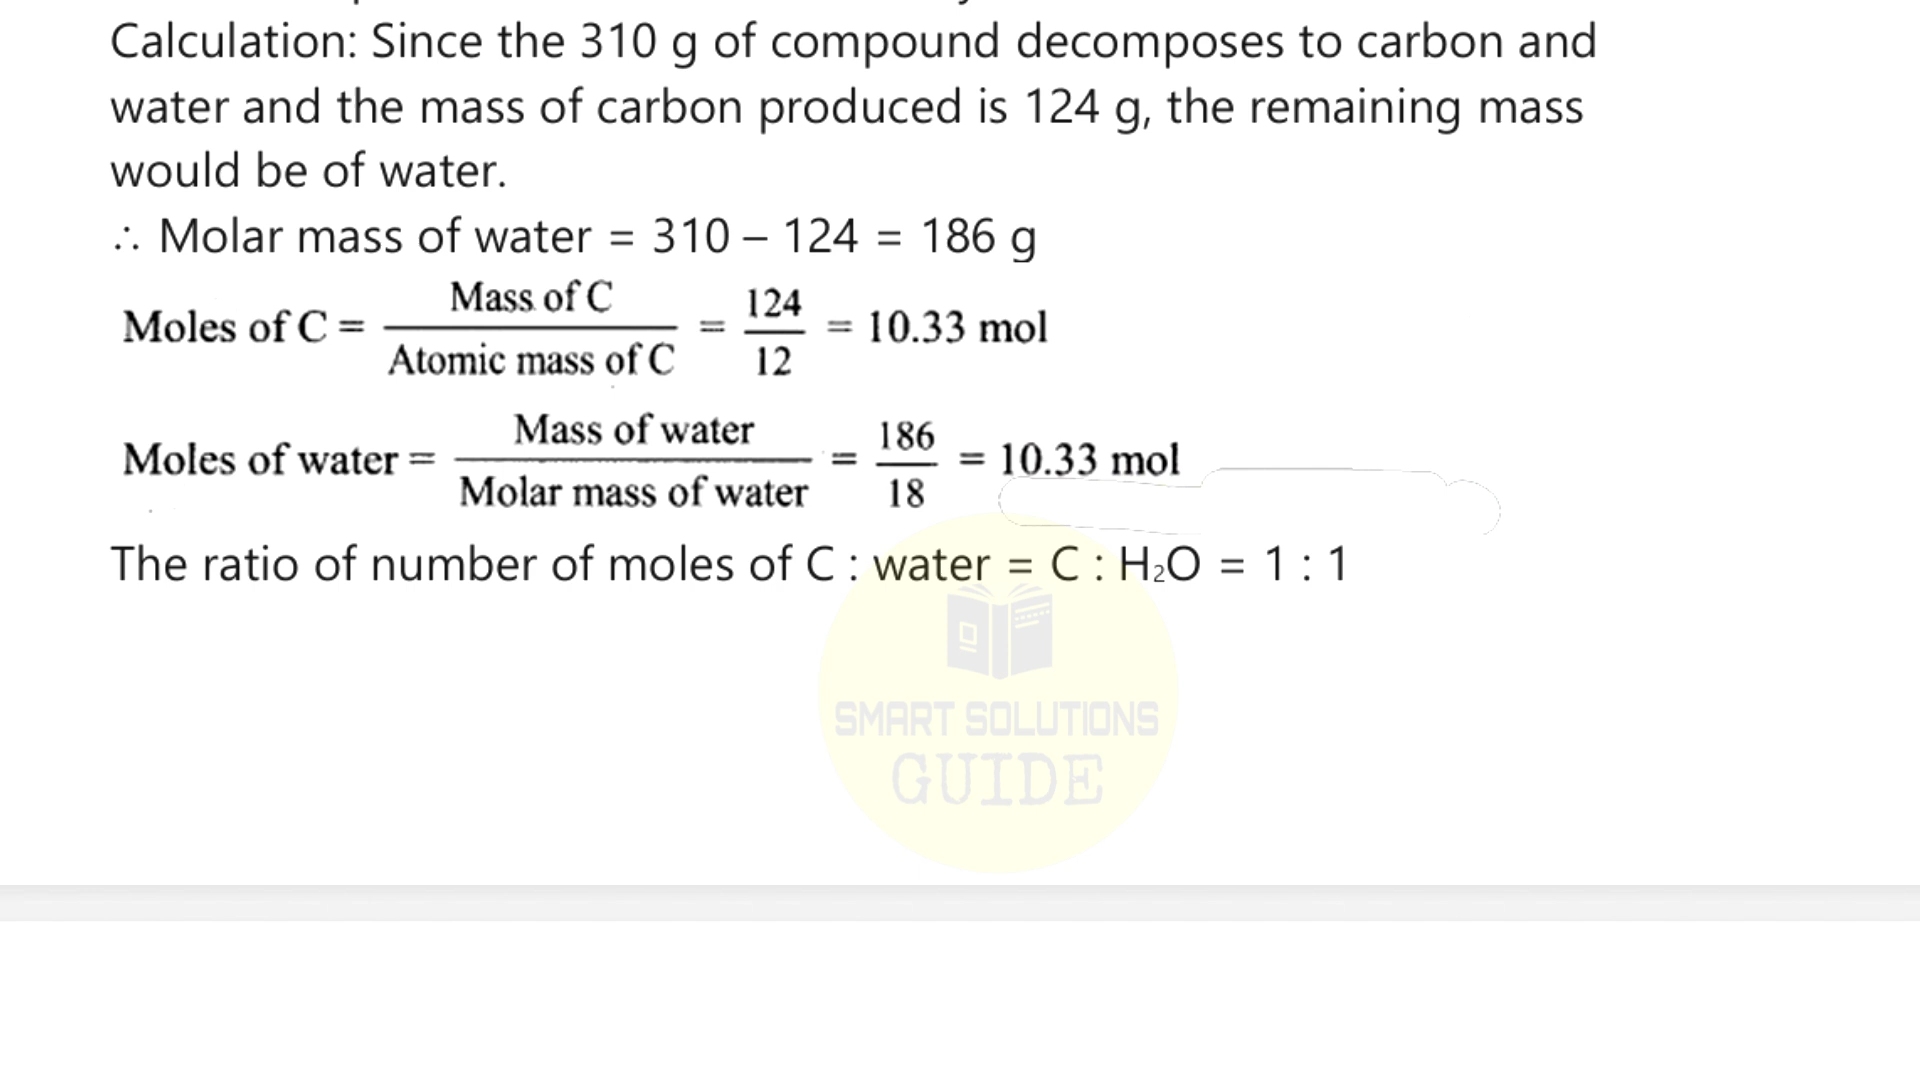 Calculation: Since the 310 g of compound decomposes to carbon and
water and the mass of carbon produced is 124 g, the remaining mass
would be of water.
∴ Molar mass of water = 310 – 124 = 186 g
Moles of C = Mass of C / Atomic mass of C = 124 / 12 = 10.33 mol
Moles of water = Mass of water / Molar mass of water = 186 / 18 = 10.33 mol
The ratio of number of moles of C : water = C : H₂O = 1 : 1
SMART SOLUTIONS
GUIDE